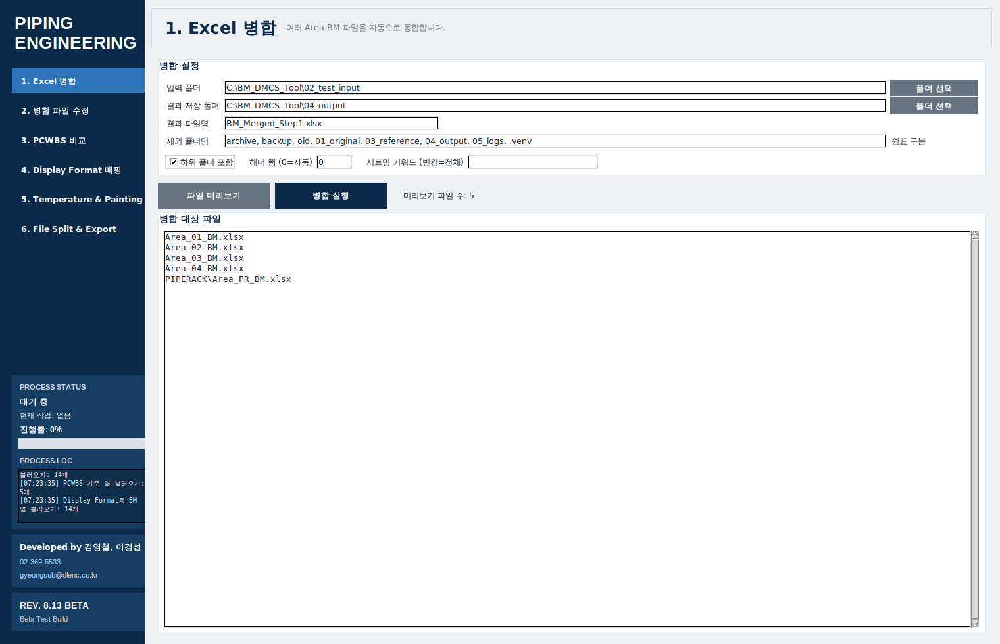 PIPING
ENGINEERING
1. Excel 병합
2. 병합 파일 수정
3. PCWBS 비교
4. Display Format 매핑
5. Temperature & Painting
6. File Split & Export
PROCESS STATUS
대기 중
현재 작업: 없음
진행률: 0%
PROCESS LOG
불러오기: 14개
[07:23:35] PCWBS 기준 열 불러오기:
5개
[07:23:35] Display Format용 BM
열 불러오기: 14개
Developed by 김영철, 이경섭
02-369-5533
gyeongsub@dlenc.co.kr
REV. 8.13 BETA
Beta Test Build
1. Excel 병합 여러 Area BM 파일을 자동으로 통합합니다.
병합 설정
입력 폴더 C:\BM_DMCS_Tool\02_test_input 폴더 선택
결과 저장 폴더 C:\BM_DMCS_Tool\04_output 폴더 선택
결과 파일명 BM_Merged_Step1.xlsx
제외 폴더명 archive, backup, old, 01_original, 03_reference, 04_output, 05_logs, .venv 쉼표 구분
하위 폴더 포함 헤더 행 (0=자동) 0 시트명 키워드 (빈칸=전체)
파일 미리보기 병합 실행 미리보기 파일 수: 5
병합 대상 파일
Area_01_BM.xlsx
Area_02_BM.xlsx
Area_03_BM.xlsx
Area_04_BM.xlsx
PIPERACK\Area_PR_BM.xlsx